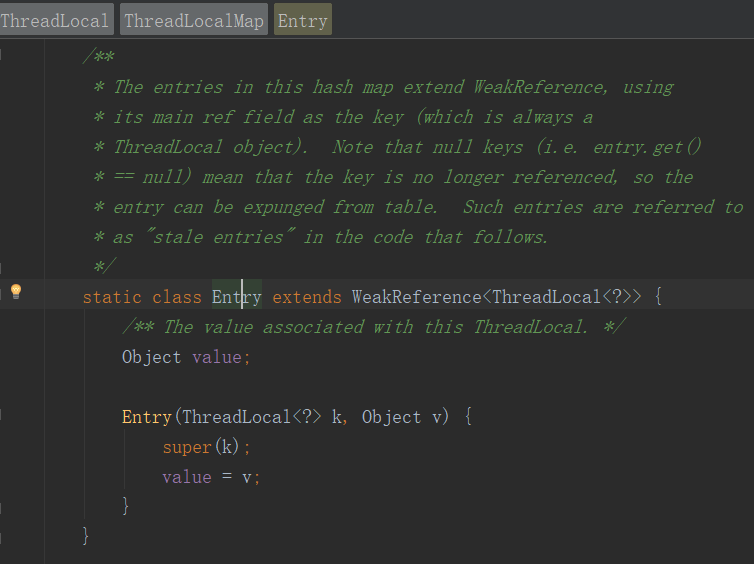 ThreadLocal ThreadLocalMap Entry
/**
* The entries in this hash map extend WeakReference, using
* its main ref field as the key (which is always a
* ThreadLocal object).  Note that null keys (i.e. entry.get()
* == null) mean that the key is no longer referenced, so the
* entry can be expunged from table.  Such entries are referred to
* as "stale entries" in the code that follows.
*/
static class Entry extends WeakReference<ThreadLocal<?>> {
/** The value associated with this ThreadLocal. */
Object value;
Entry(ThreadLocal<?> k, Object v) {
super(k);
value = v;
}
}